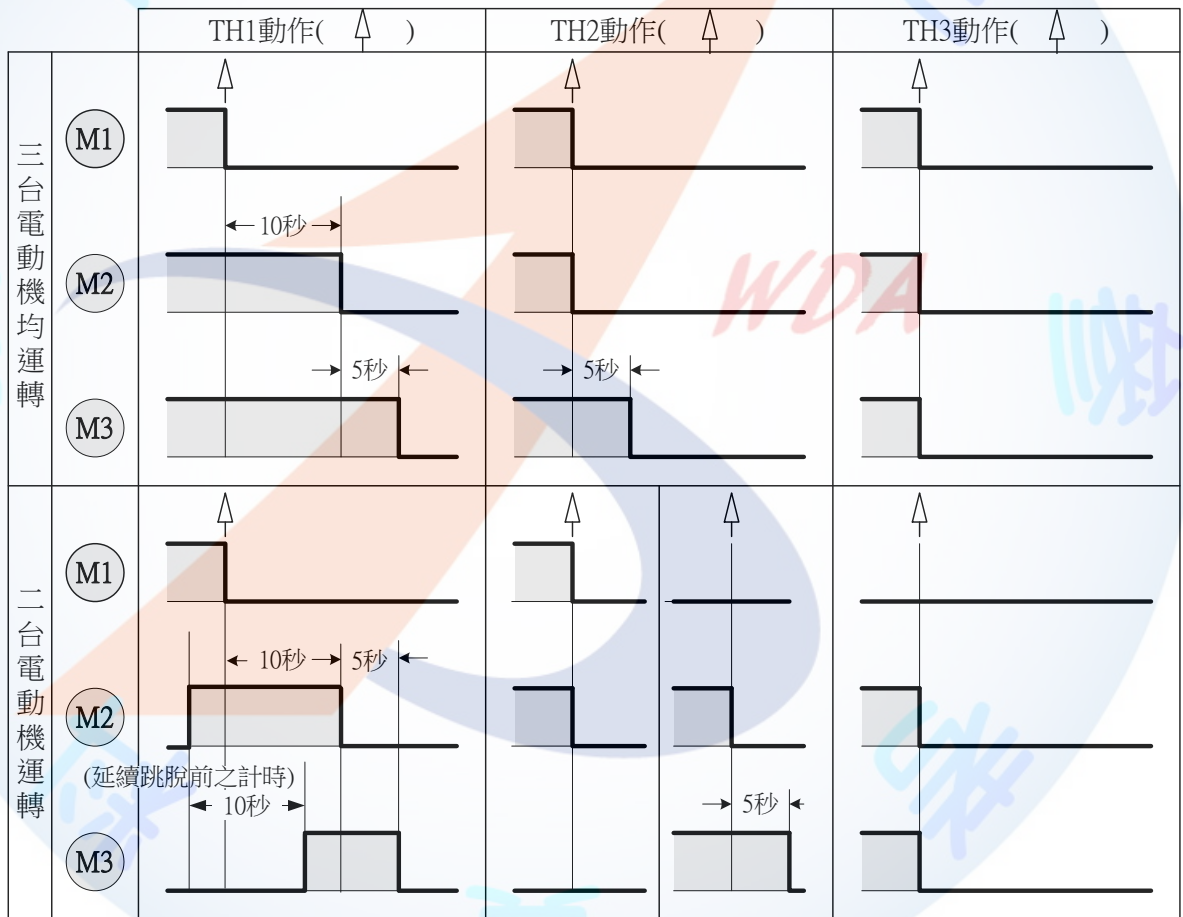 TH1動作( )
TH2動作( )
TH3動作( )
三台電動機均運轉
M1
10秒
M2
WDA
5秒
5秒
M3
二台電動機運轉
M1
10秒
5秒
M2
(延續跳脫前之計時)
10秒
5秒
M3